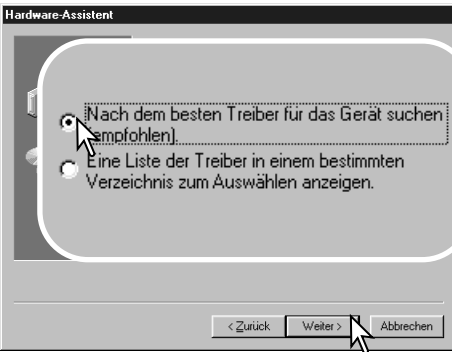 Hardware-Assistent
Nach dem besten Treiber für das Gerät suchen
(empfohlen).
Eine Liste der Treiber in einem bestimmten
Verzeichnis zum Auswählen anzeigen.
< Zurück Weiter > Abbrechen